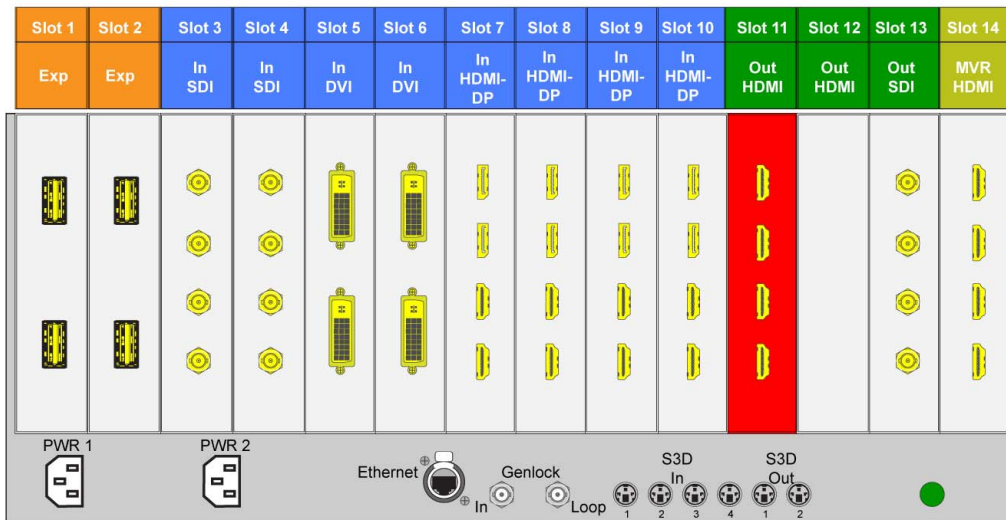 Slot 1 Slot 2 Slot 3 Slot 4 Slot 5 Slot 6 Slot 7 Slot 8 Slot 9 Slot 10 Slot 11 Slot 12 Slot 13 Slot 14
Exp
Exp
In
SDI
In
SDI
In
DVI
In
DVI
In
HDMI-
DP
In
HDMI-
DP
In
HDMI-
DP
In
HDMI-
DP
Out
HDMI
Out
HDMI
Out
SDI
MVR
HDMI
PWR 1
PWR 2
Ethernet
Genlock
In
Loop
S3D
In
S3D
Out
1 2 3 4 1 2